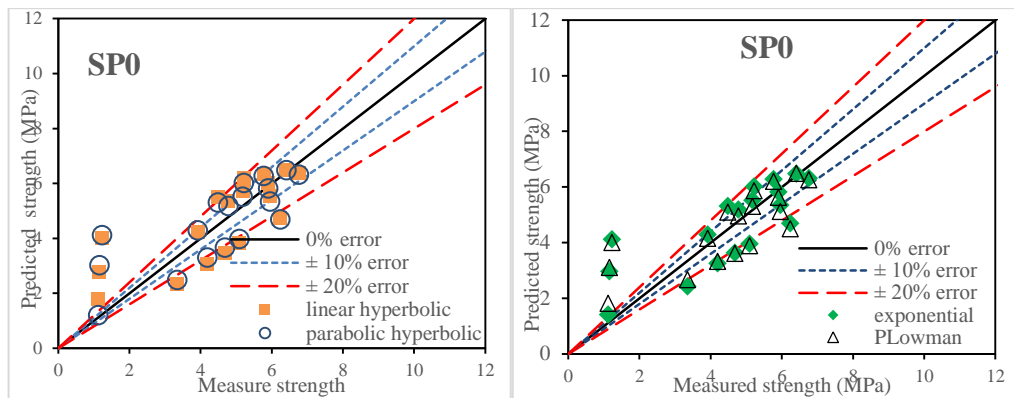 SP0
Predicted strength (MPa)
12
10
8
6
4
2
0
0% error
± 10% error
± 20% error
linear hyperbolic
parabolic hyperbolic
0 2 4 6 8 10 12
Measure strength
SP0
Predicted strength (MPa)
12
10
8
6
4
2
0
0% error
± 10% error
± 20% error
exponential
PLowman
0 2 4 6 8 10 12
Measured strength (MPa)